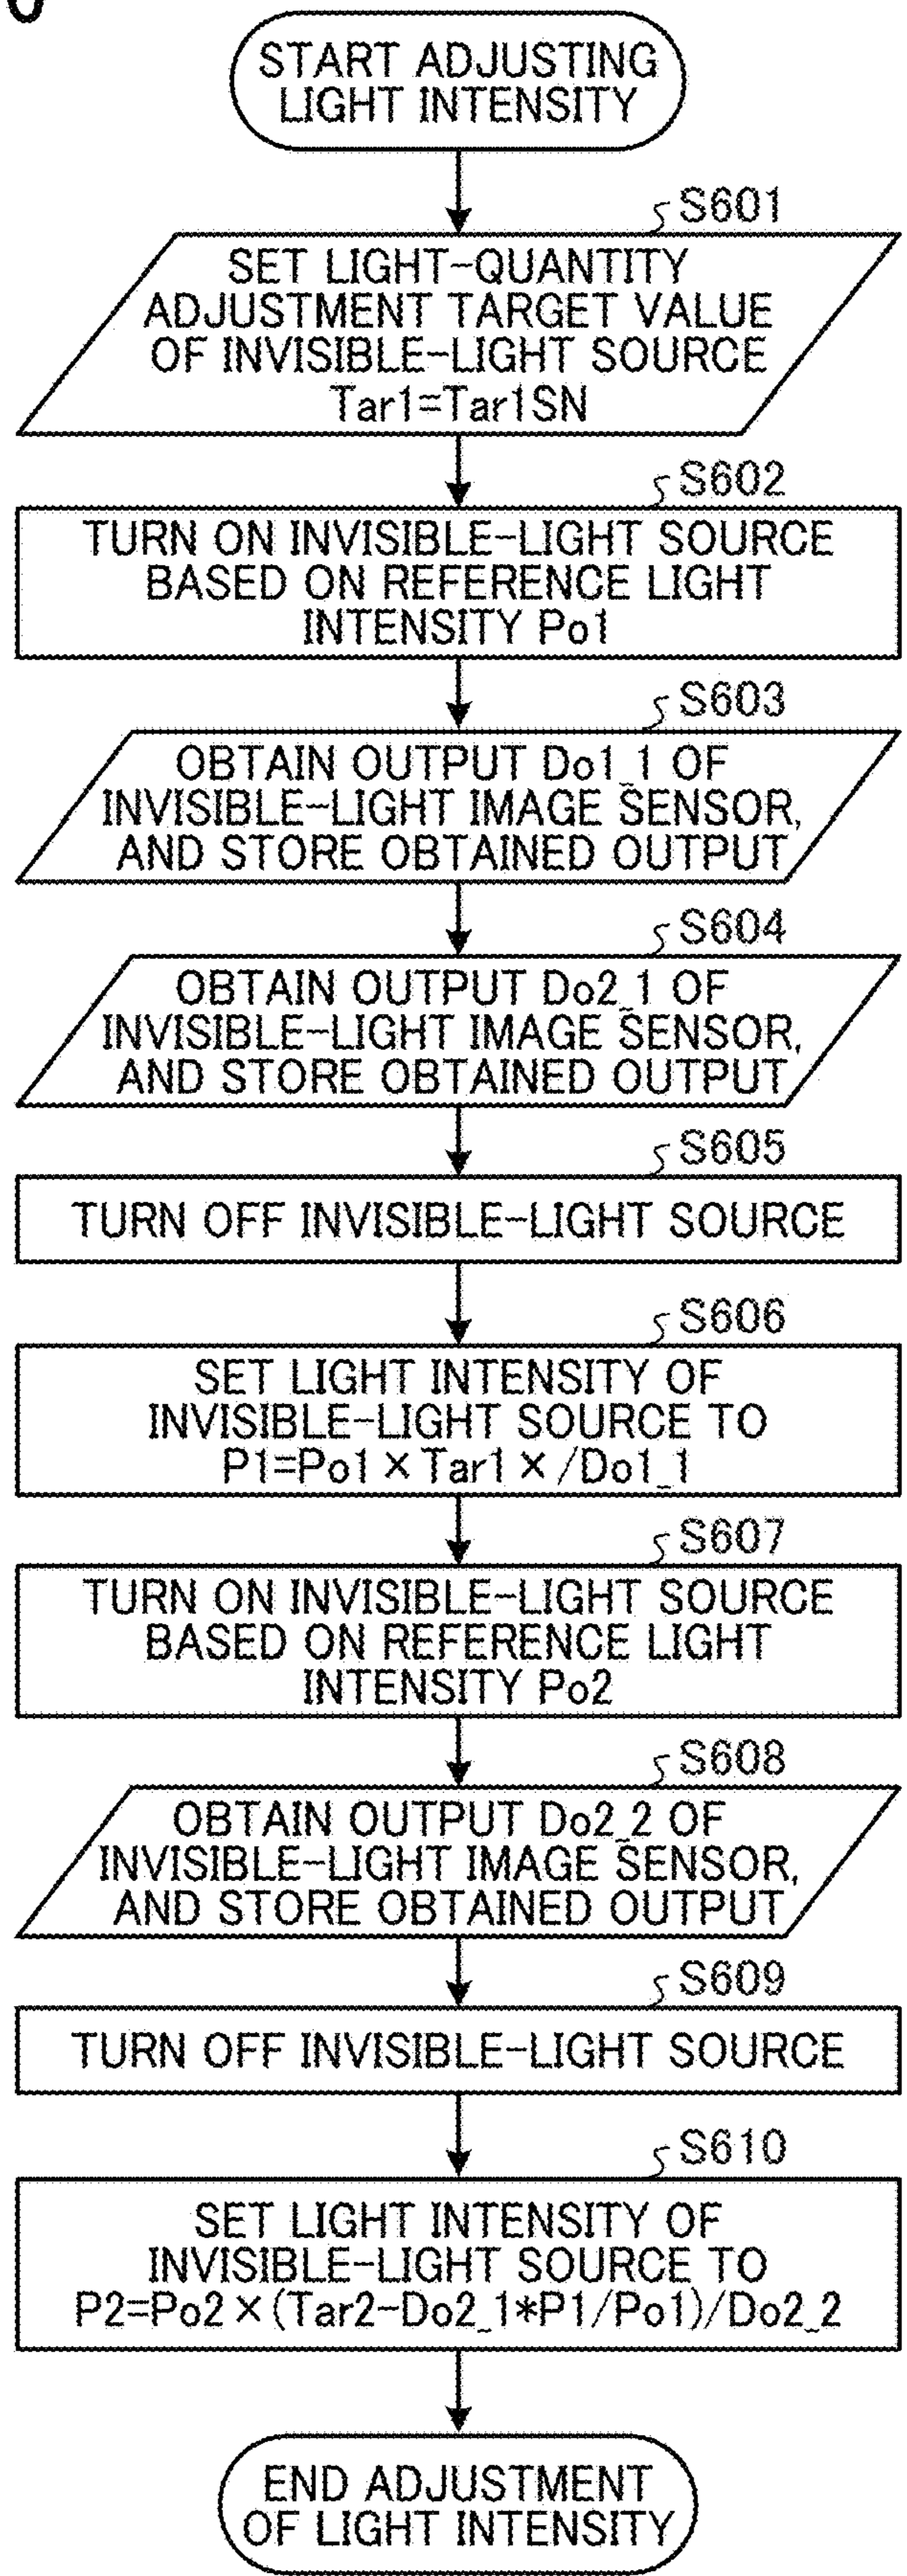 START ADJUSTING
LIGHT INTENSITY
S601
SET LIGHT-QUANTITY
ADJUSTMENT TARGET VALUE
OF INVISIBLE-LIGHT SOURCE
Tar1=Tar1SN
S602
TURN ON INVISIBLE-LIGHT SOURCE
BASED ON REFERENCE LIGHT
INTENSITY Po1
S603
OBTAIN OUTPUT Do1_1 OF
INVISIBLE-LIGHT IMAGE SENSOR,
AND STORE OBTAINED OUTPUT
S604
OBTAIN OUTPUT Do2_1 OF
INVISIBLE-LIGHT IMAGE SENSOR,
AND STORE OBTAINED OUTPUT
S605
TURN OFF INVISIBLE-LIGHT SOURCE
S606
SET LIGHT INTENSITY OF
INVISIBLE-LIGHT SOURCE TO
P1=Po1×Tar1×/Do1_1
S607
TURN ON INVISIBLE-LIGHT SOURCE
BASED ON REFERENCE LIGHT
INTENSITY Po2
S608
OBTAIN OUTPUT Do2_2 OF
INVISIBLE-LIGHT IMAGE SENSOR,
AND STORE OBTAINED OUTPUT
S609
TURN OFF INVISIBLE-LIGHT SOURCE
S610
SET LIGHT INTENSITY OF
INVISIBLE-LIGHT SOURCE TO
P2=Po2×(Tar2-Do2_1*P1/Po1)/Do2_2
END ADJUSTMENT
OF LIGHT INTENSITY